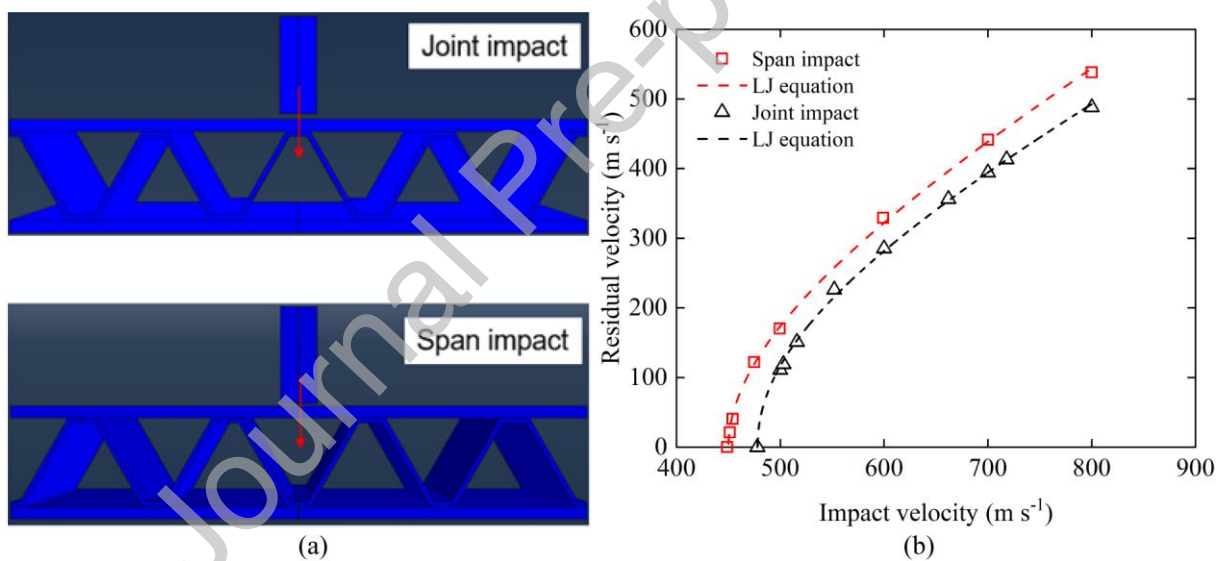 Joint impact
Span impact
(a)
Residual velocity (m s⁻¹)
600
500
400
300
200
100
0
Span impact
LJ equation
Joint impact
LJ equation
400
500
600
700
800
900
Impact velocity (m s⁻¹)
(b)
Journal Pre-p